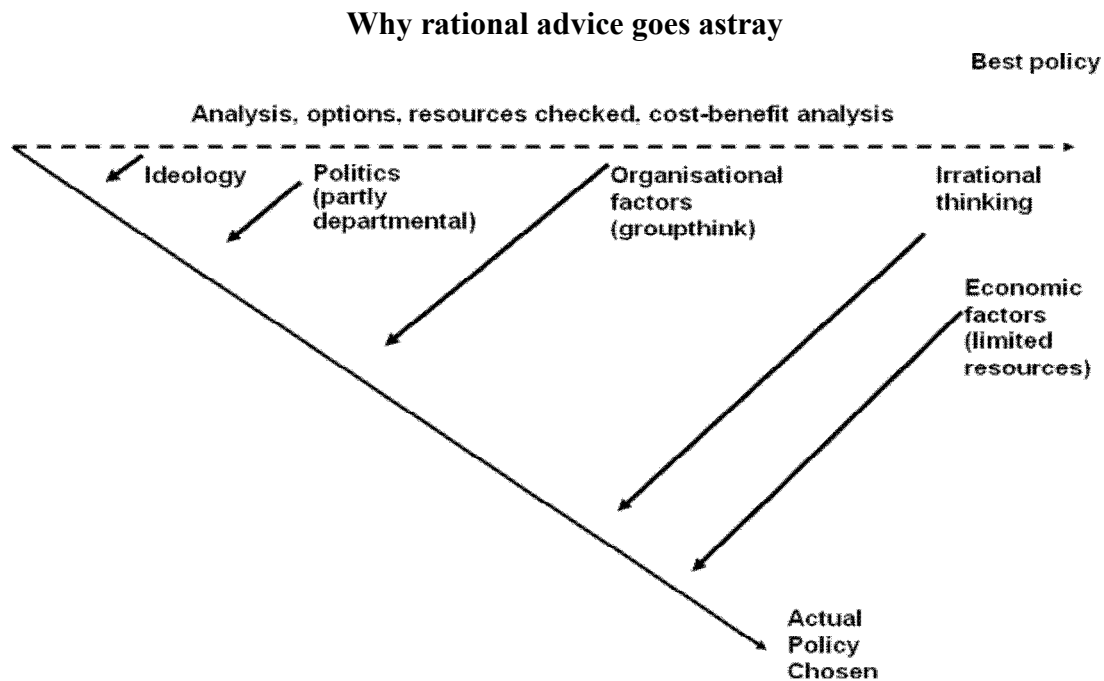 Why rational advice goes astray
Best policy
Analysis, options, resources checked, cost-benefit analysis
Ideology
Politics
(partly
departmental)
Organisational
factors
(groupthink)
Irrational
thinking
Economic
factors
(limited
resources)
Actual
Policy
Chosen